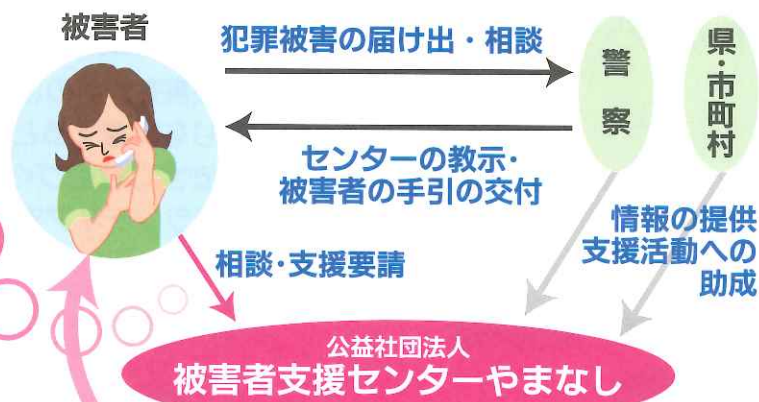 被害者
犯罪被害の届け出・相談
警察
県・市町村
センターの教示・
被害者の手引の交付
情報の提供
支援活動への
助成
相談・支援要請
公益社団法人
被害者支援センターやまなし